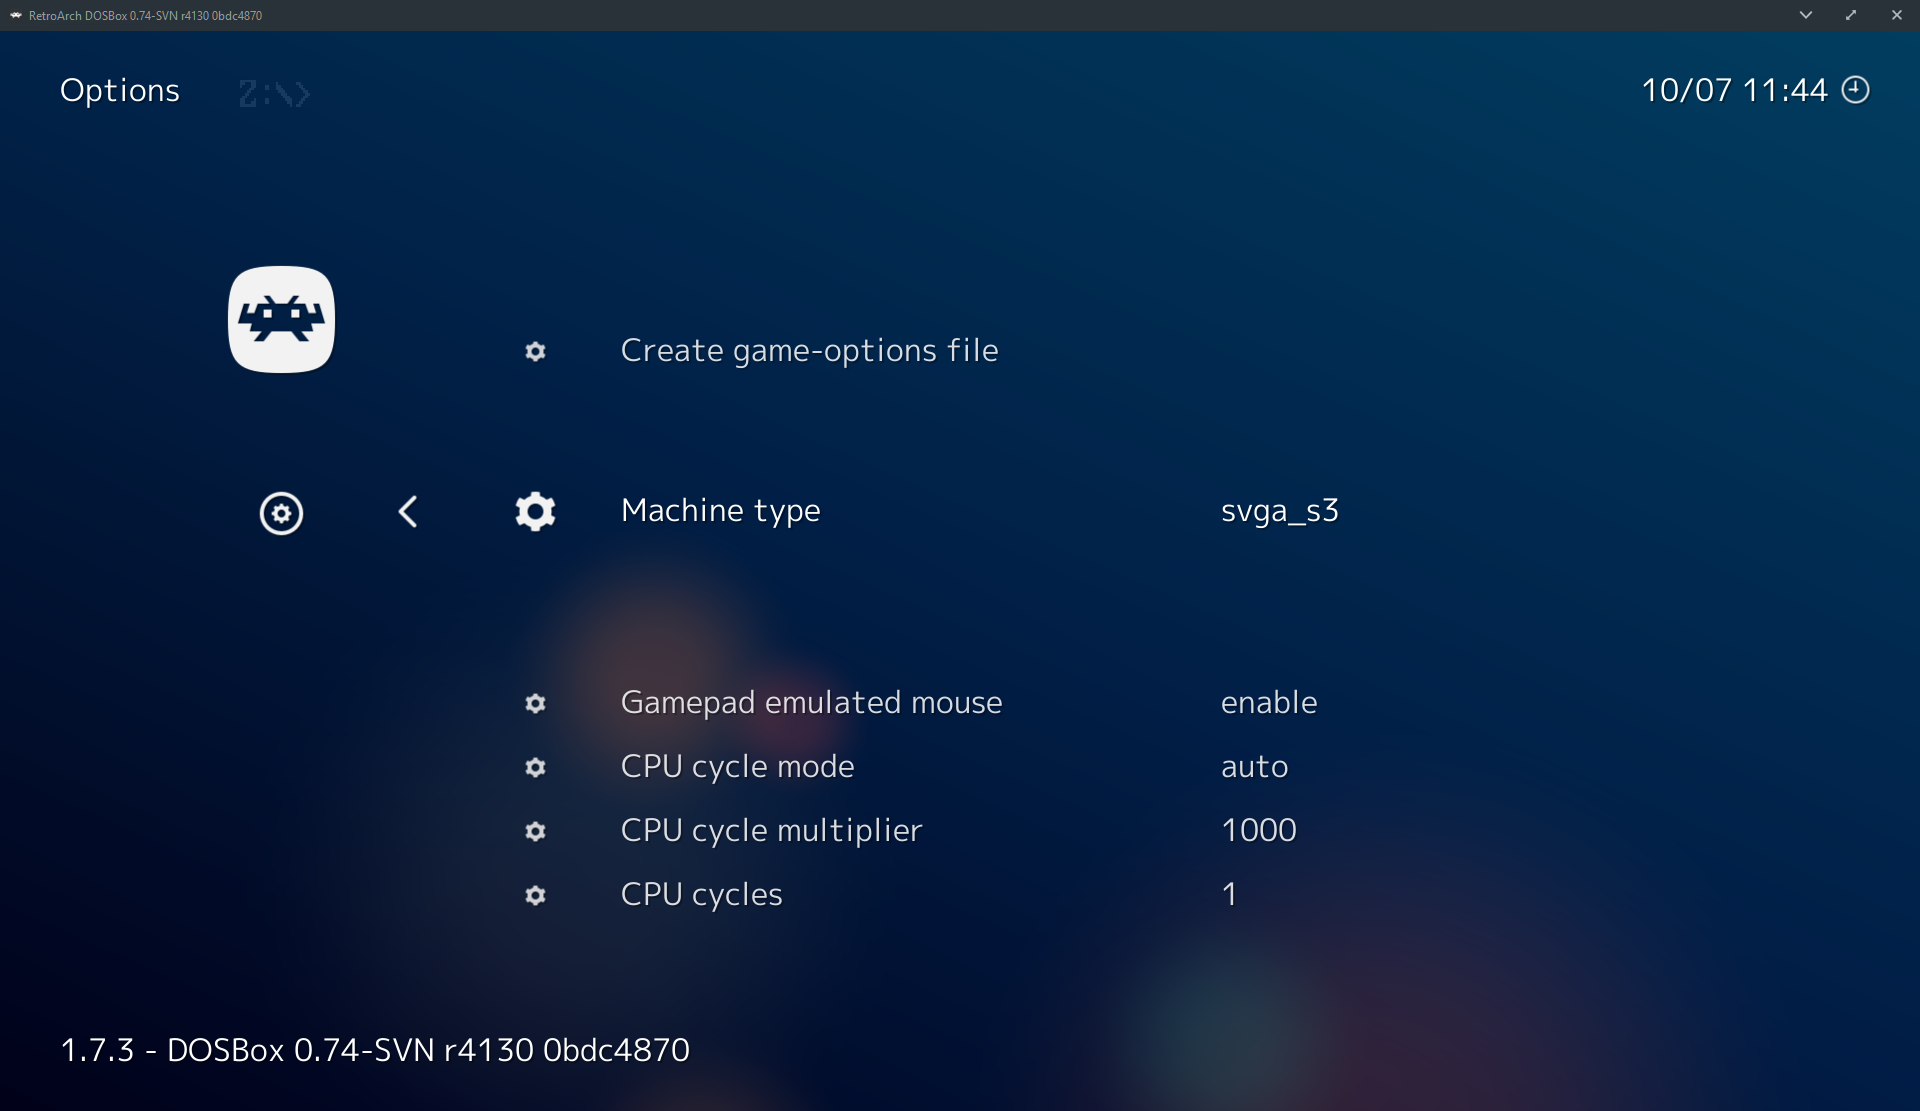 RetroArch DOSBox 0.74-SVN r4130 0bdc4870
Options
Z:\>
10/07 11:44
Create game-options file
Machine type svga_s3
Gamepad emulated mouse enable
CPU cycle mode auto
CPU cycle multiplier 1000
CPU cycles 1
1.7.3 - DOSBox 0.74-SVN r4130 0bdc4870